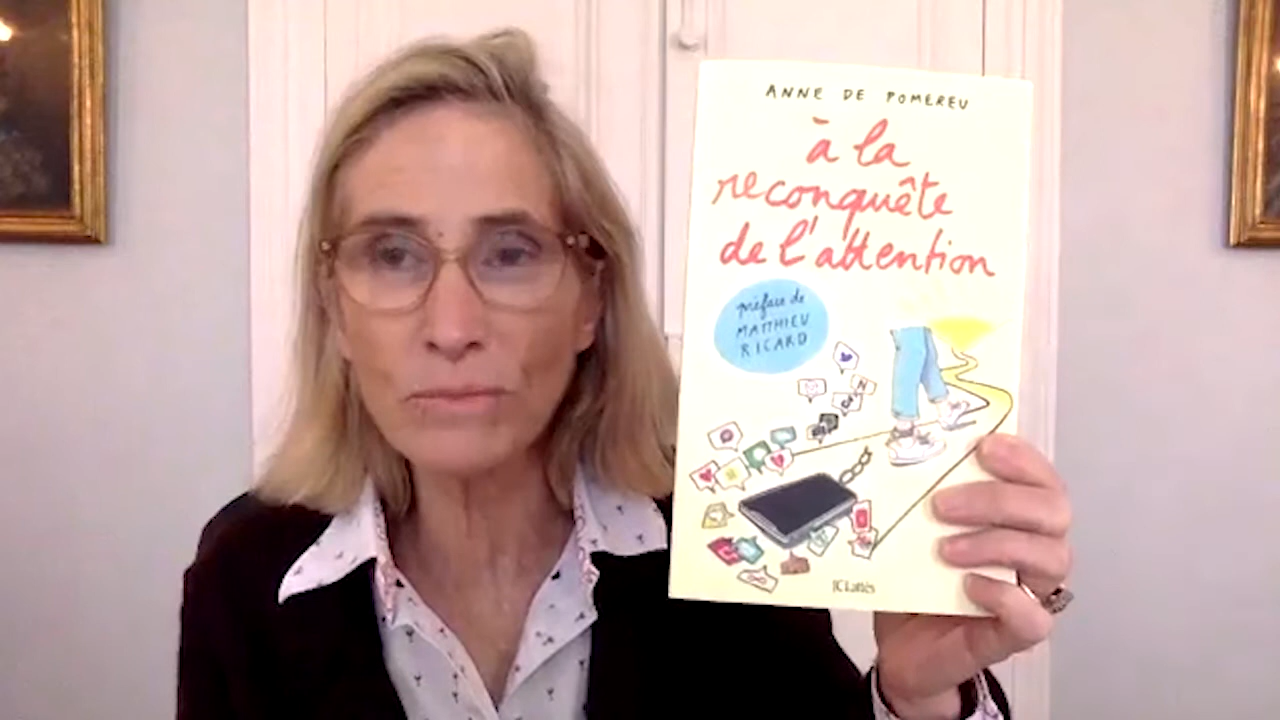 ANNE DE POMEREU
à la
reconquête
de l'attention
préface de
MATTHIEU
RICARD
JC Lattès